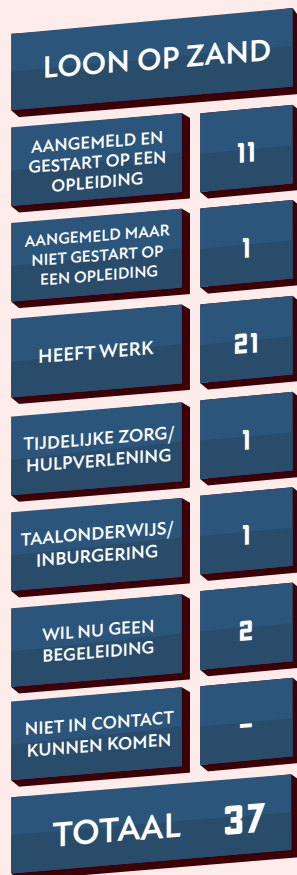 LOON OP ZAND
AANGEMELD EN
GESTART OP EEN
OPLEIDING
11
AANGEMELD MAAR
NIET GESTART OP
EEN OPLEIDING
1
HEEFT WERK
21
TIJDELIJKE ZORG/
HULPVERLENING
1
TAALONDERWIJS/
INBURGERING
1
WIL NU GEEN
BEGELEIDING
2
NIET IN CONTACT
KUNNEN KOMEN
–
TOTAAL 37